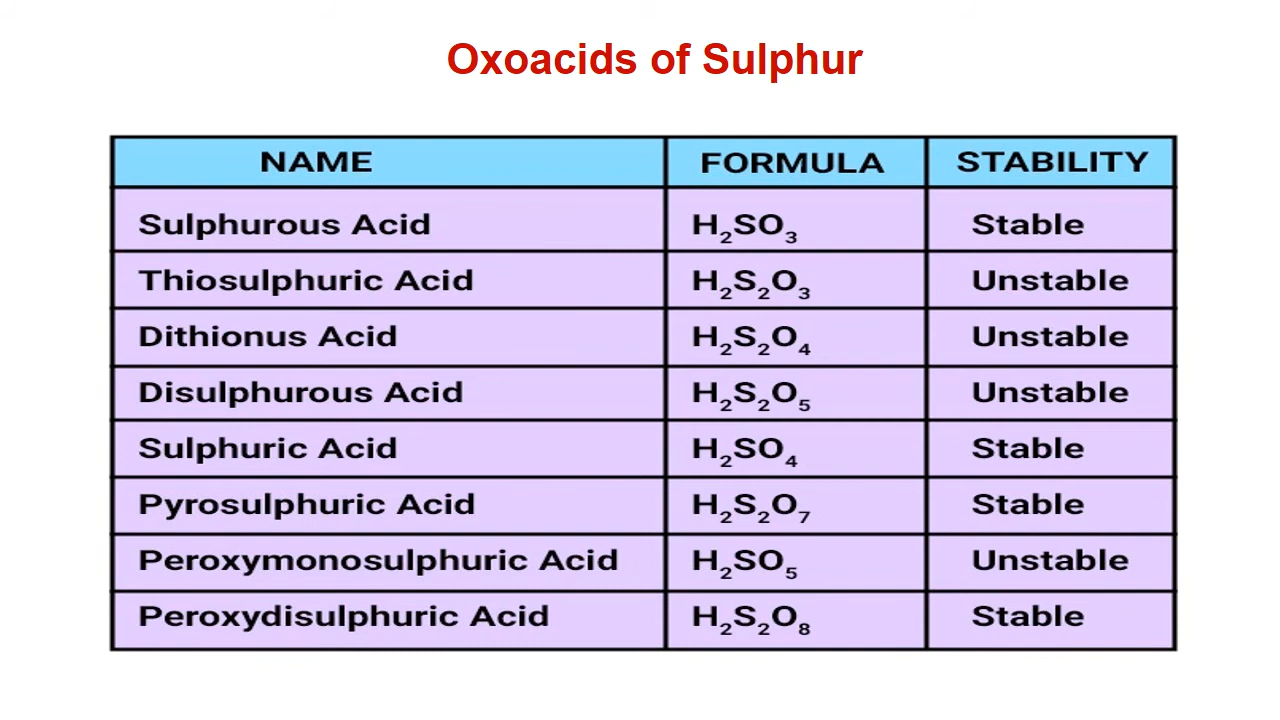 Oxoacids of Sulphur
NAME FORMULA STABILITY
Sulphurous Acid H₂SO₃ Stable
Thiosulphuric Acid H₂S₂O₃ Unstable
Dithionus Acid H₂S₂O₄ Unstable
Disulphurous Acid H₂S₂O₅ Unstable
Sulphuric Acid H₂SO₄ Stable
Pyrosulphuric Acid H₂S₂O₇ Stable
Peroxymonosulphuric Acid H₂SO₅ Unstable
Peroxydisulphuric Acid H₂S₂O₈ Stable